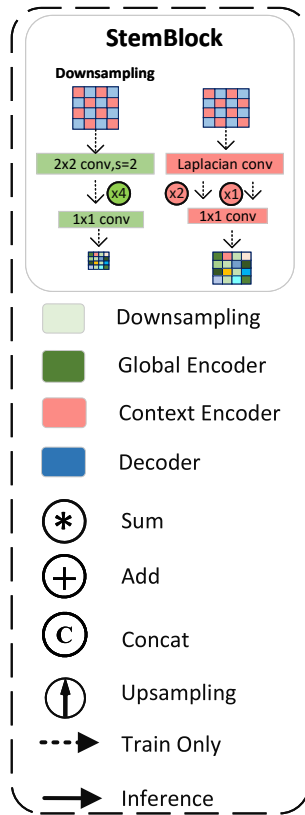 StemBlock
Downsampling
2x2 conv,s=2
Laplacian conv
x4
x2
x1
1x1 conv
1x1 conv
Downsampling
Global Encoder
Context Encoder
Decoder
* Sum
+ Add
C Concat
Upsampling
Train Only
Inference